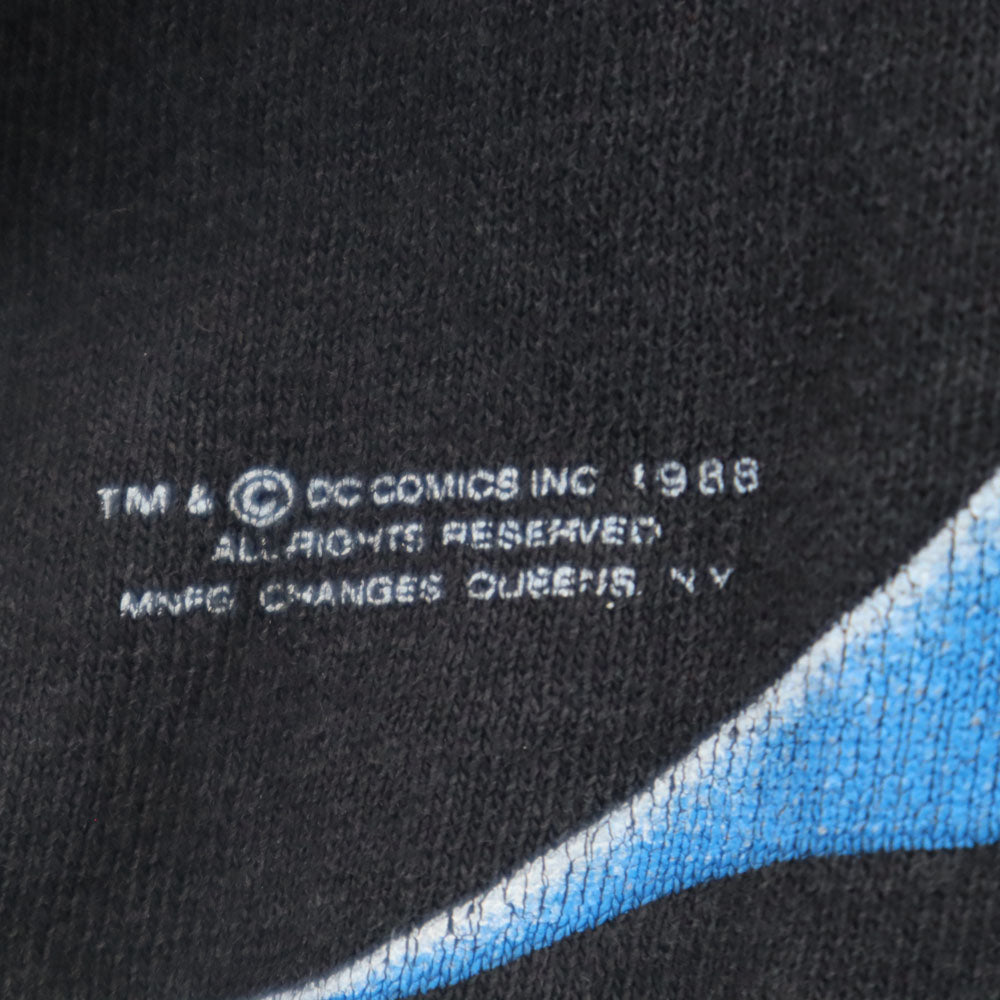 TM & © DC COMICS INC 1988
ALL RIGHTS RESERVED
MNFG CHANGES QUEENS, N Y